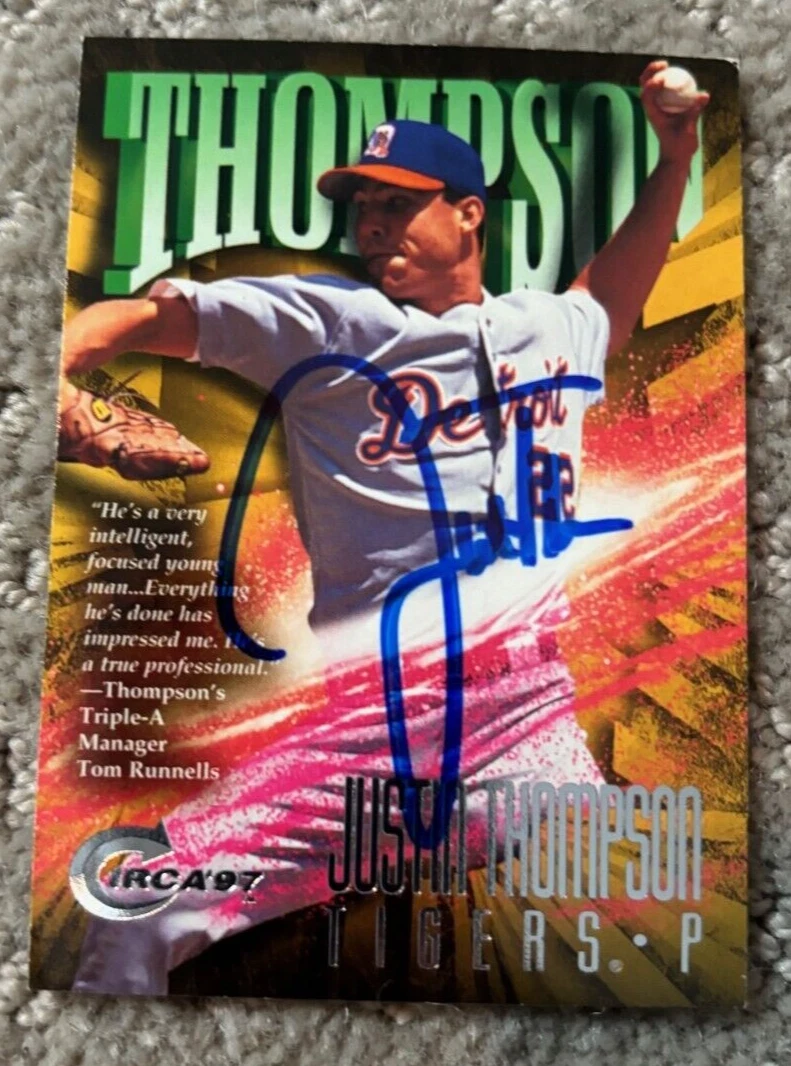 THOMPSON
Detroit
22
Justin
"He's a very
intelligent,
focused young
man...Everything
he's done has
impressed me. He's
a true professional."
—Thompson's
Triple-A
Manager
Tom Runnells
CIRCA'97
JUSTIN THOMPSON
TIGERS® • P